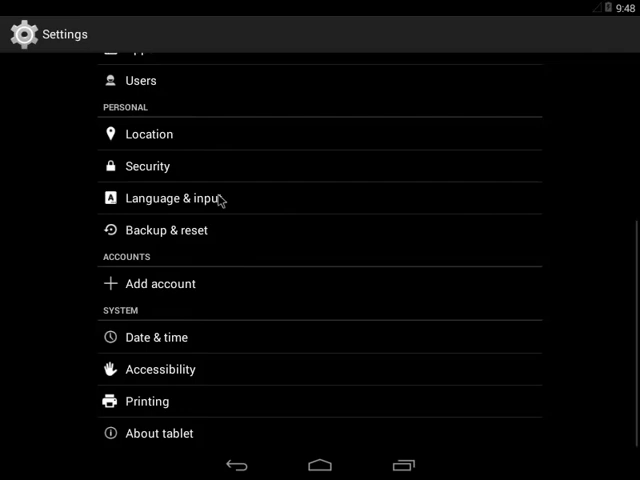 9:48
Settings
Users
PERSONAL
Location
Security
Language & inpu
Backup & reset
ACCOUNTS
Add account
SYSTEM
Date & time
Accessibility
Printing
About tablet